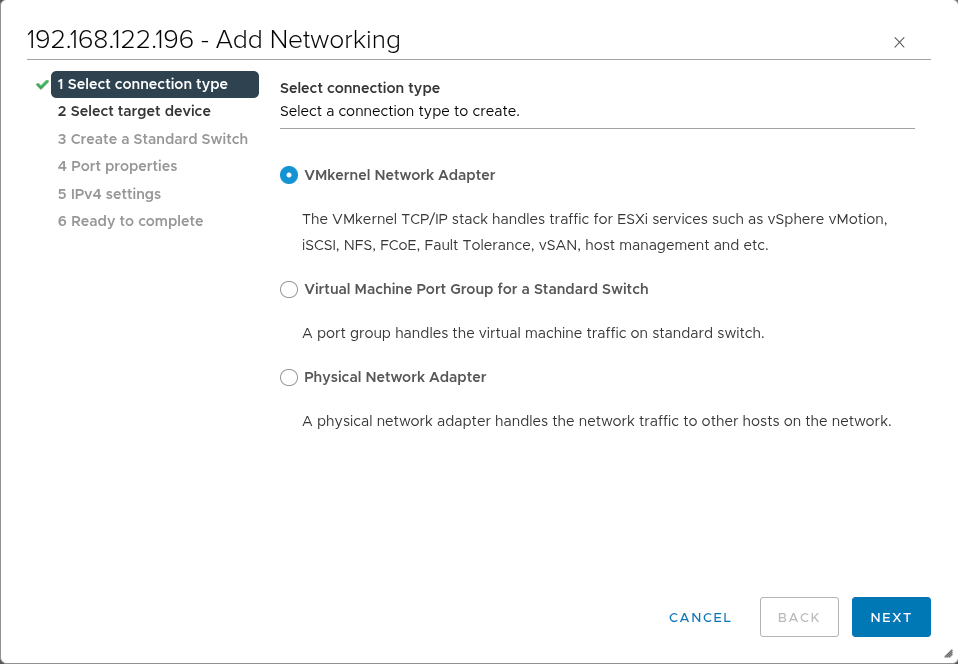 192.168.122.196 - Add Networking
1 Select connection type
2 Select target device
3 Create a Standard Switch
4 Port properties
5 IPv4 settings
6 Ready to complete
Select connection type
Select a connection type to create.
VMkernel Network Adapter
The VMkernel TCP/IP stack handles traffic for ESXi services such as vSphere vMotion,
iSCSI, NFS, FCoE, Fault Tolerance, vSAN, host management and etc.
Virtual Machine Port Group for a Standard Switch
A port group handles the virtual machine traffic on standard switch.
Physical Network Adapter
A physical network adapter handles the network traffic to other hosts on the network.
CANCEL
BACK
NEXT